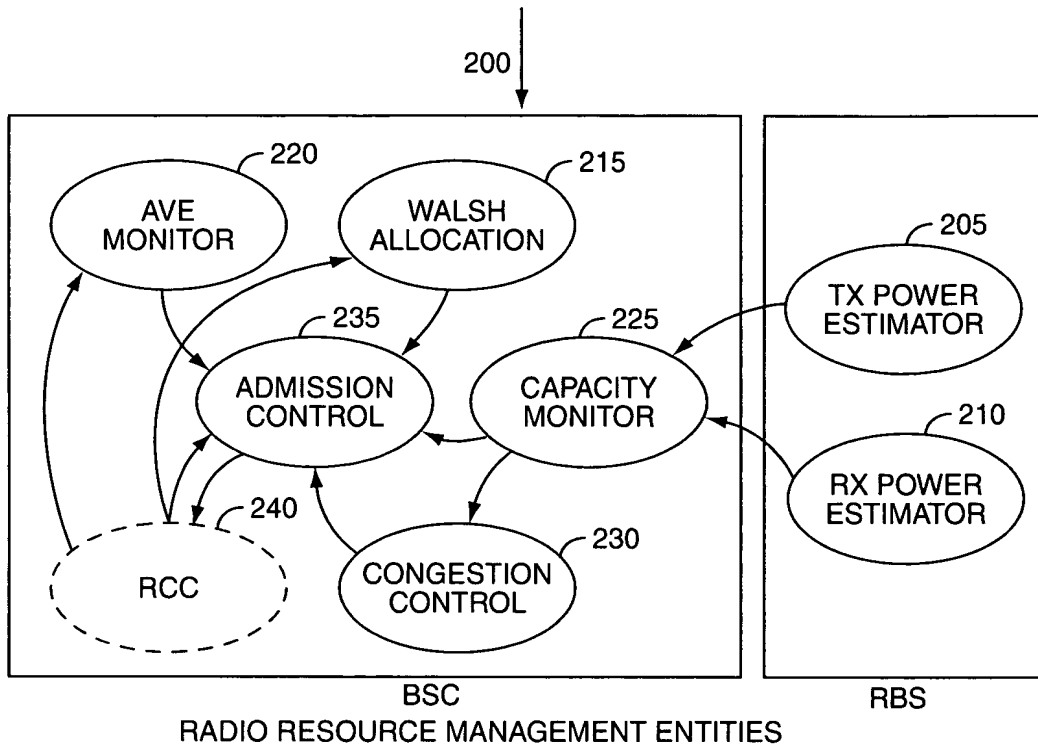 200
220
AVE
MONITOR
215
WALSH
ALLOCATION
205
TX POWER
ESTIMATOR
235
ADMISSION
CONTROL
225
CAPACITY
MONITOR
210
RX POWER
ESTIMATOR
240
RCC
230
CONGESTION
CONTROL
BSC
RBS
RADIO RESOURCE MANAGEMENT ENTITIES